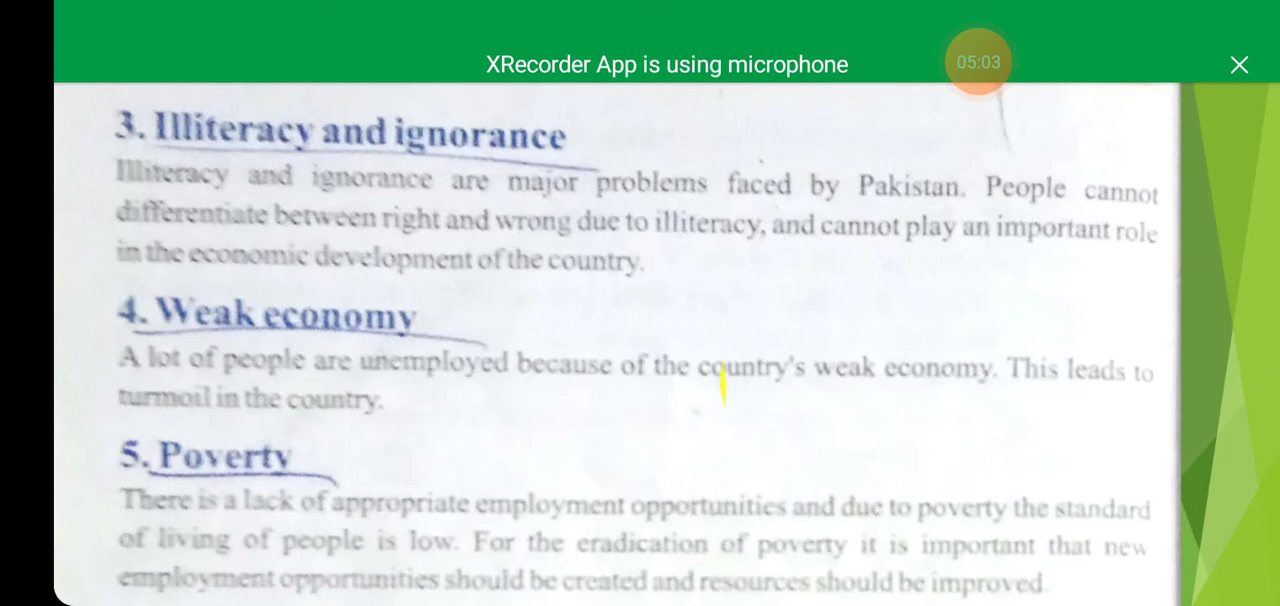 XRecorder App is using microphone
05:03
3. Illiteracy and ignorance
Illiteracy and ignorance are major problems faced by Pakistan. People cannot
differentiate between right and wrong due to illiteracy, and cannot play an important role
in the economic development of the country.
4. Weak economy
A lot of people are unemployed because of the country's weak economy. This leads to
turmoil in the country.
5. Poverty
There is a lack of appropriate employment opportunities and due to poverty the standard
of living of people is low. For the eradication of poverty it is important that new
employment opportunities should be created and resources should be improved.